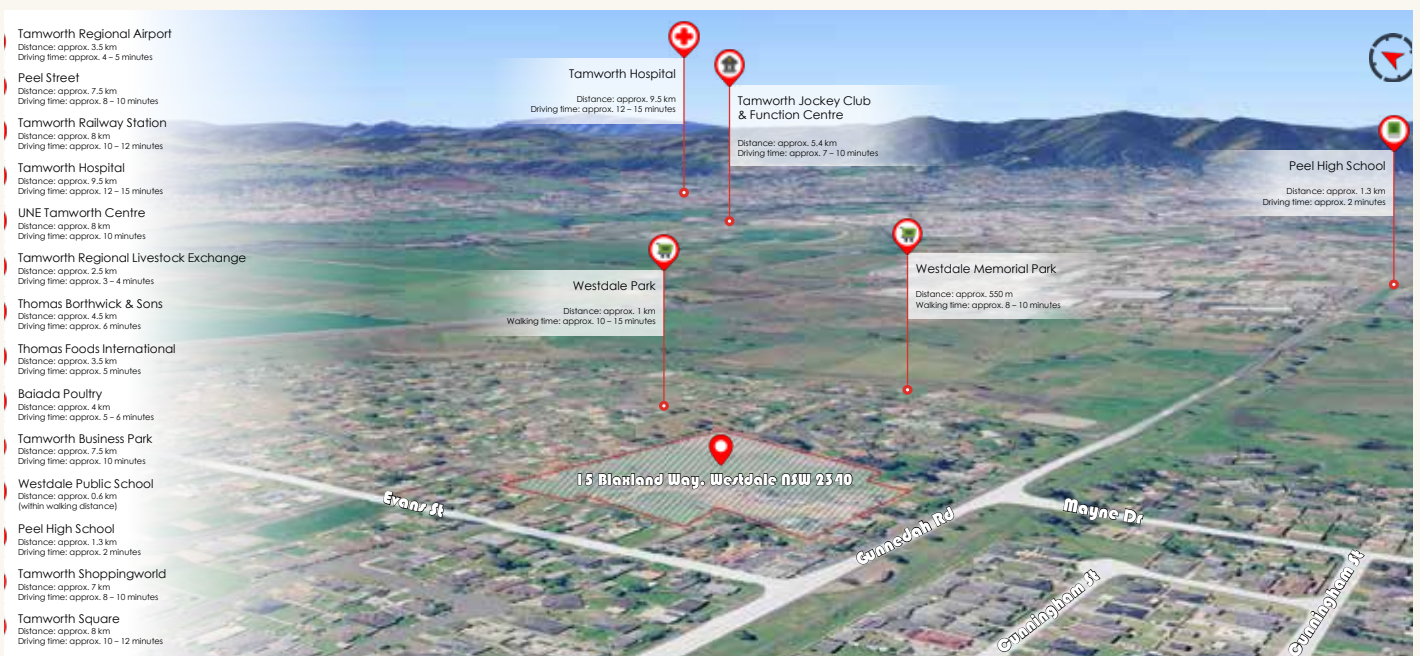 Tamworth Regional Airport
Distance: approx. 3.5 km
Driving time: approx. 4 – 5 minutes
Peel Street
Distance: approx. 7.5 km
Driving time: approx. 8 – 10 minutes
Tamworth Railway Station
Distance: approx. 8 km
Driving time: approx. 10 – 12 minutes
Tamworth Hospital
Distance: approx. 9.5 km
Driving time: approx. 12 – 15 minutes
UNE Tamworth Centre
Distance: approx. 8 km
Driving time: approx. 10 minutes
Tamworth Regional Livestock Exchange
Distance: approx. 2.5 km
Driving time: approx. 3 – 4 minutes
Thomas Borthwick & Sons
Distance: approx. 4.5 km
Driving time: approx. 6 minutes
Thomas Foods International
Distance: approx. 3.5 km
Driving time: approx. 5 minutes
Baiada Poultry
Distance: approx. 4 km
Driving time: approx. 5 – 6 minutes
Tamworth Business Park
Distance: approx. 7.5 km
Driving time: approx. 10 minutes
Westdale Public School
Distance: approx. 0.6 km
(within walking distance)
Peel High School
Distance: approx. 1.3 km
Driving time: approx. 2 minutes
Tamworth Shoppingworld
Distance: approx. 7 km
Driving time: approx. 8 – 10 minutes
Tamworth Square
Distance: approx. 8 km
Driving time: approx. 10 – 12 minutes
Tamworth Hospital
Distance: approx. 9.5 km
Driving time: approx. 12 – 15 minutes
Tamworth Jockey Club
& Function Centre
Distance: approx. 5.4 km
Driving time: approx. 7 – 10 minutes
Peel High School
Distance: approx. 1.3 km
Driving time: approx. 2 minutes
Westdale Park
Distance: approx. 1 km
Walking time: approx. 10 – 15 minutes
Westdale Memorial Park
Distance: approx. 550 m
Walking time: approx. 8 – 10 minutes
15 Blaxland Way, Westdale NSW 2340
Evans St
Gunnedah Rd
Mayne Dr
Cunningham St
Cunningham St